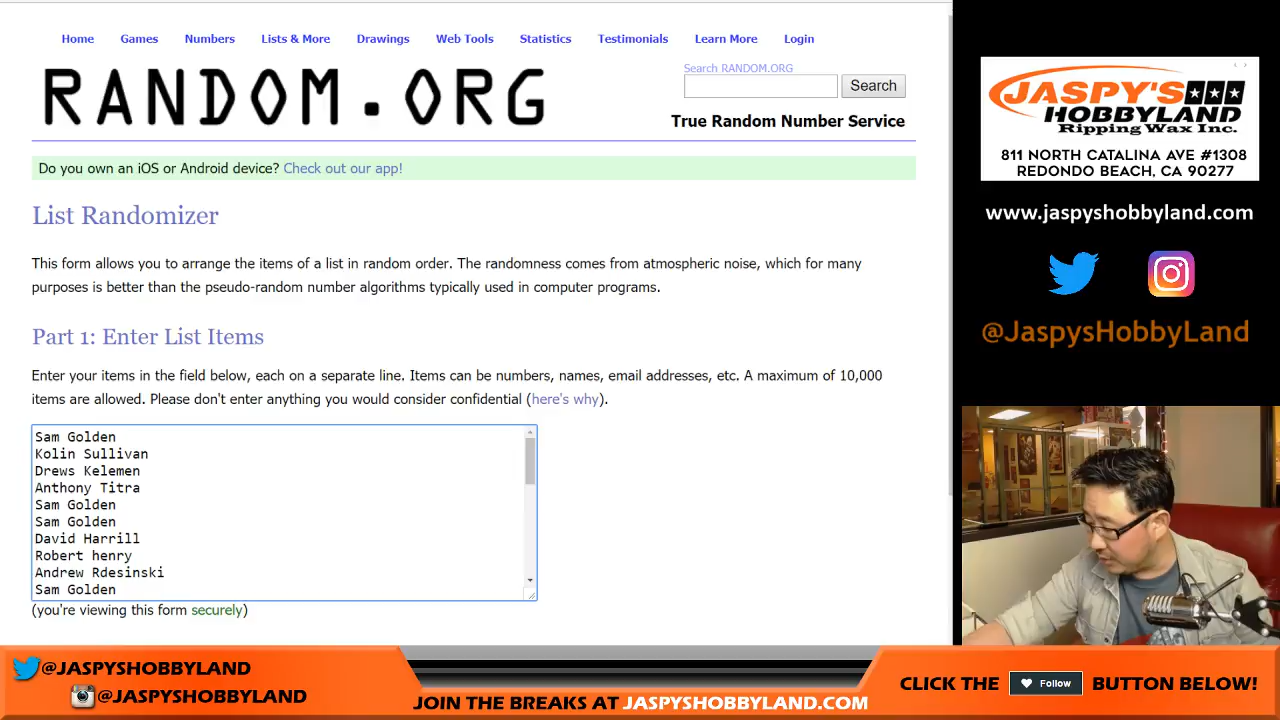 Home Games Numbers Lists & More Drawings Web Tools Statistics Testimonials Learn More Login
RANDOM.ORG
Search RANDOM.ORG
Search
True Random Number Service
Do you own an iOS or Android device? Check out our app!
List Randomizer
This form allows you to arrange the items of a list in random order. The randomness comes from atmospheric noise, which for many
purposes is better than the pseudo-random number algorithms typically used in computer programs.
Part 1: Enter List Items
Enter your items in the field below, each on a separate line. Items can be numbers, names, email addresses, etc. A maximum of 10,000
items are allowed. Please don't enter anything you would consider confidential (here's why).
Sam Golden
Kolin Sullivan
Drews Kelemen
Anthony Titra
Sam Golden
Sam Golden
David Harrill
Robert henry
Andrew Rdesinski
Sam Golden
(you're viewing this form securely)
JASPY'S
HOBBYLAND
Ripping Wax Inc.
811 NORTH CATALINA AVE #1308
REDONDO BEACH, CA 90277
www.jaspyshobbyland.com
@JaspysHobbyLand
@JASPYSHOBBYLAND
@JASPYSHOBBYLAND
JOIN THE BREAKS AT JASPYSHOBBYLAND.COM
CLICK THE Follow BUTTON BELOW!